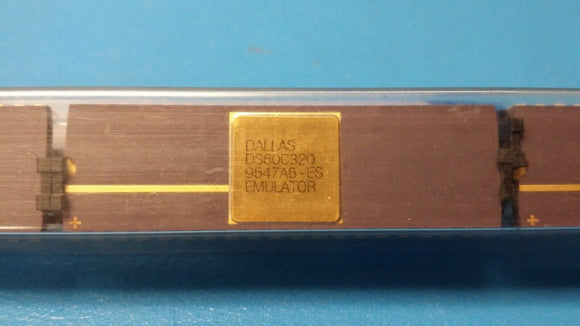 DALLAS
DS80C320
9547A6-ES
EMULATOR